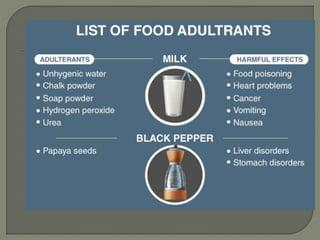 LIST OF FOOD ADULTRANTS
ADULTERANTS MILK HARMFUL EFFECTS
● Unhygenic water ● Food poisoning
● Chalk powder ● Heart problems
● Soap powder ● Cancer
● Hydrogen peroxide ● Vomiting
● Urea ● Nausea
BLACK PEPPER
● Papaya seeds ● Liver disorders
● Stomach disorders